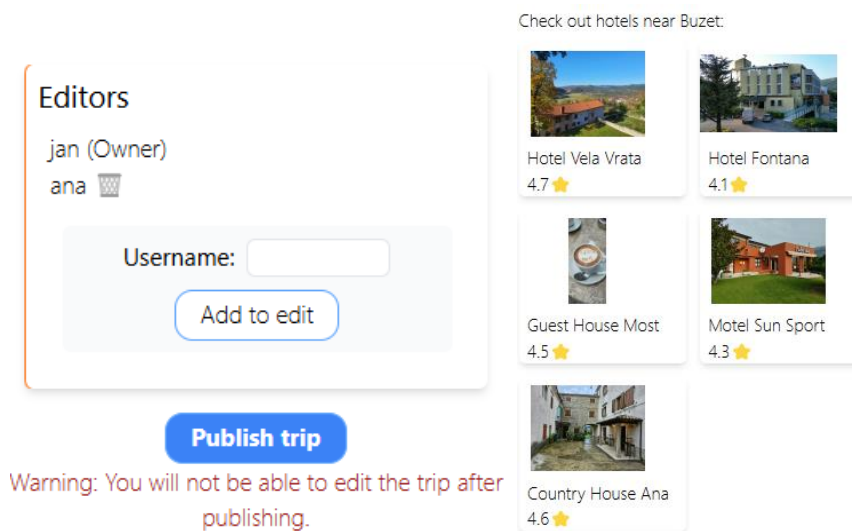 Editors
jan (Owner)
ana
Username:
Add to edit
Publish trip
Warning: You will not be able to edit the trip after
publishing.
Check out hotels near Buzet:
Hotel Vela Vrata
4.7
Hotel Fontana
4.1
Guest House Most
4.5
Motel Sun Sport
4.3
Country House Ana
4.6